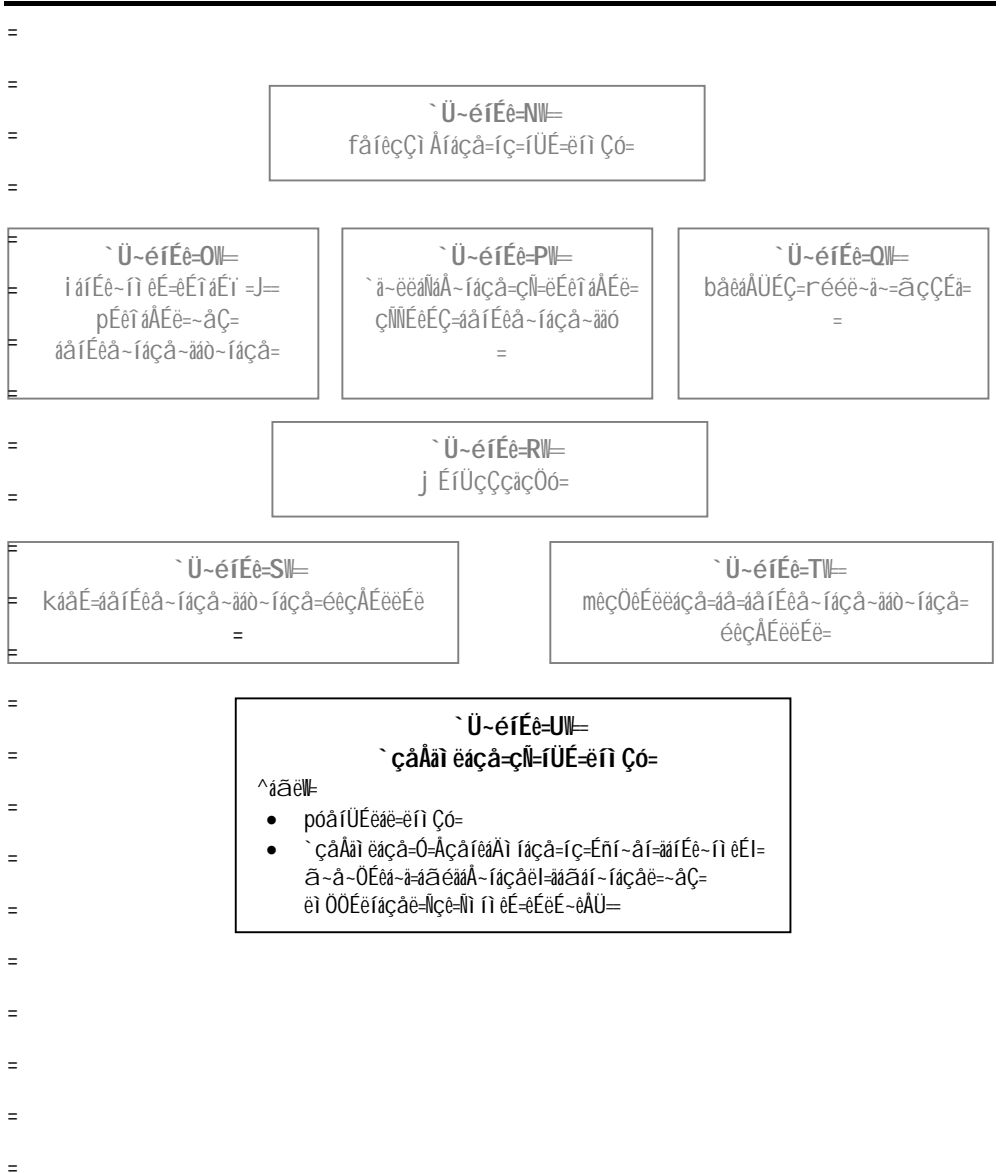 =
=
`Ü~éíÉê=NW==
fåíêçÇìÅíáçå=íç=íÜÉ=ëíìÇó=
=
=
=
`Ü~éíÉê=OW==
iáíÉê~íìêÉ=êÉîáÉï=J==
pÉêîáÅÉë=~åÇ=
áåíÉêå~íáçå~äáò~íáçå=
`Ü~éíÉê=PW==
`ä~ëëáÑáÅ~íáçå=çÑ=ëÉêîáÅÉë=
çÑÑÉêÉÇ=áåíÉêå~íáçå~ääó
=
`Ü~éíÉê=QW==
båêáÅÜÉÇ=rééë~ä~=ãçÇÉä=
=
=
=
=
=
`Ü~éíÉê=RW==
jÉíÜçÇçäçÖó=
=
=
`Ü~éíÉê=SW==
káåÉ=áåíÉêå~íáçå~äáò~íáçå=éêçÅÉëëÉë
=
`Ü~éíÉê=TW==
mêçÖêÉëëáçå=áå=áåíÉêå~íáçå~äáò~íáçå=
éêçÅÉëëÉë=
=
=
=
=
`Ü~éíÉê=UW==
`çåÅäìëáçå=çÑ=íÜÉ=ëíìÇó=
^áãëW=
• póåíÜÉëáë=ëíìÇó=
• `çåÅäìëáçå=Ó=ÅçåíêáÄìíáçå=íç=Éñí~åí=äáíÉê~íìêÉI=
ã~å~ÖÉêá~ä=áãéäáÅ~íáçåëI=äáãáí~íáçåë=~åÇ=
ëìÖÖÉëíáçåë=Ñçê=ÑìíìêÉ=êÉëÉ~êÅÜ==
=
=
=
=
=
=
=
=
=
=